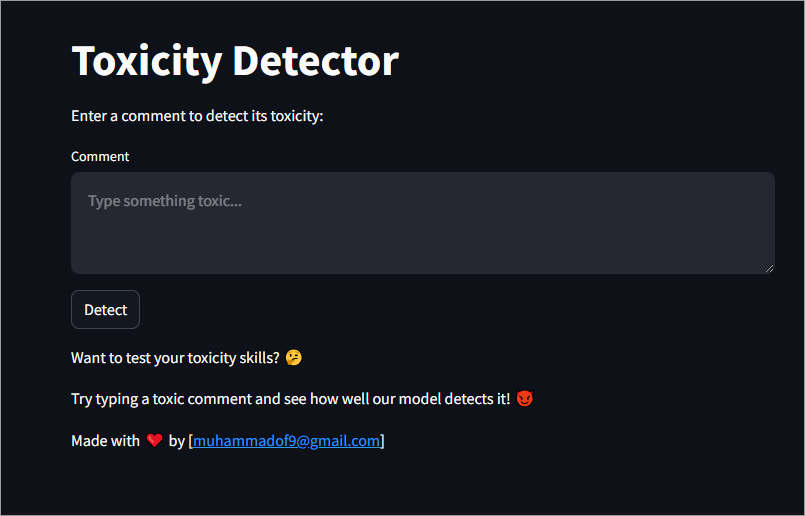 Toxicity Detector
Enter a comment to detect its toxicity:
Comment
Type something toxic...
Detect
Want to test your toxicity skills? 🤔
Try typing a toxic comment and see how well our model detects it! 😈
Made with ❤️ by [muhammadof9@gmail.com]